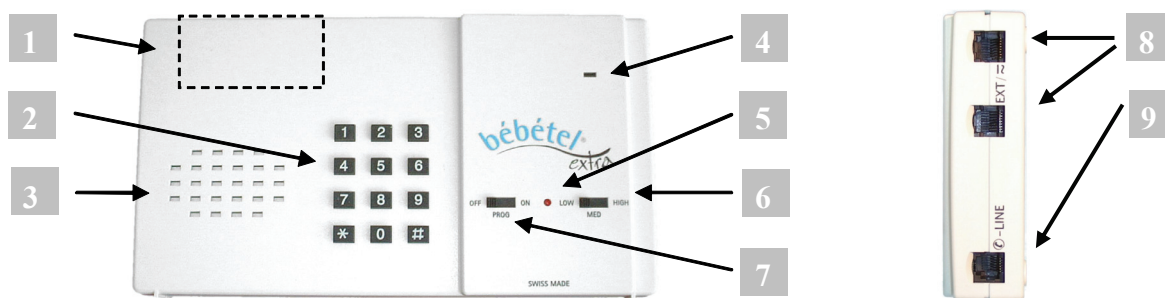 1
2
3
4
5
6
7
8
9
1 2 3
4 5 6
7 8 9
* 0 #
bébétel
extra
OFF ON LOW HIGH
PROG MED
SWISS MADE
EXT /
-LINE